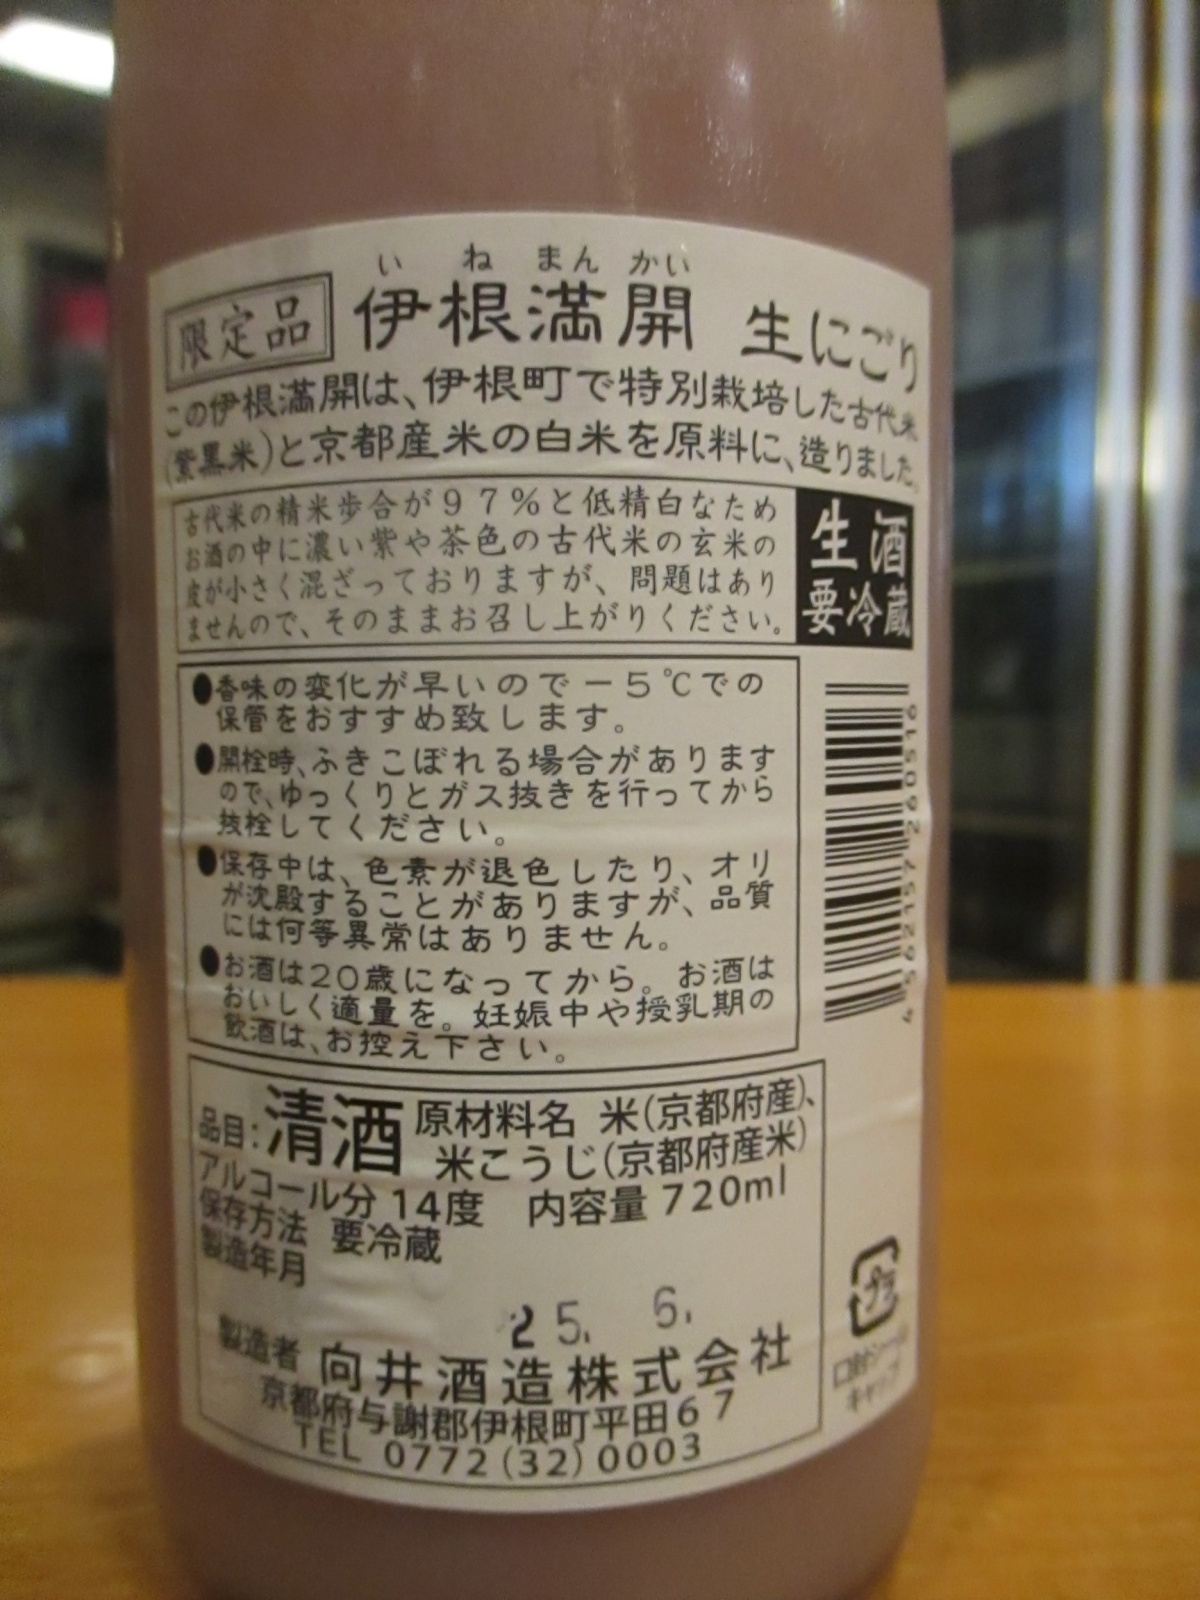 いねまんかい
限定品 伊根満開 生にごり
この伊根満開は、伊根町で特別栽培した古代米
(紫黒米)と京都産米の白米を原料に、造りました。
古代米の精米歩合が97%と低精白なため
お酒の中に濃い紫や茶色の古代米の玄米の
皮が小さく混ざっておりますが、問題はあり
ませんので、そのままお召し上がりください。
生酒
要冷蔵
●香味の変化が早いので−5℃での
保管をおすすめ致します。
●開栓時、ふきこぼれる場合があります
ので、ゆっくりとガス抜きを行ってから
抜栓してください。
●保存中は、色素が退色したり、オリ
が沈殿することがありますが、品質
には何等異常はありません。
●お酒は20歳になってから。お酒は
おいしく適量を。妊娠中や授乳期の
飲酒は、お控え下さい。
4562157260516
品目:清酒 原材料名 米(京都府産)、
米こうじ(京都府産米)
アルコール分 14度 内容量 720ml
保存方法 要冷蔵
製造年月
25. 6.
製造者 向井酒造株式会社
京都府与謝郡伊根町平田67
TEL 0772(32)0003
プラ
キャップ